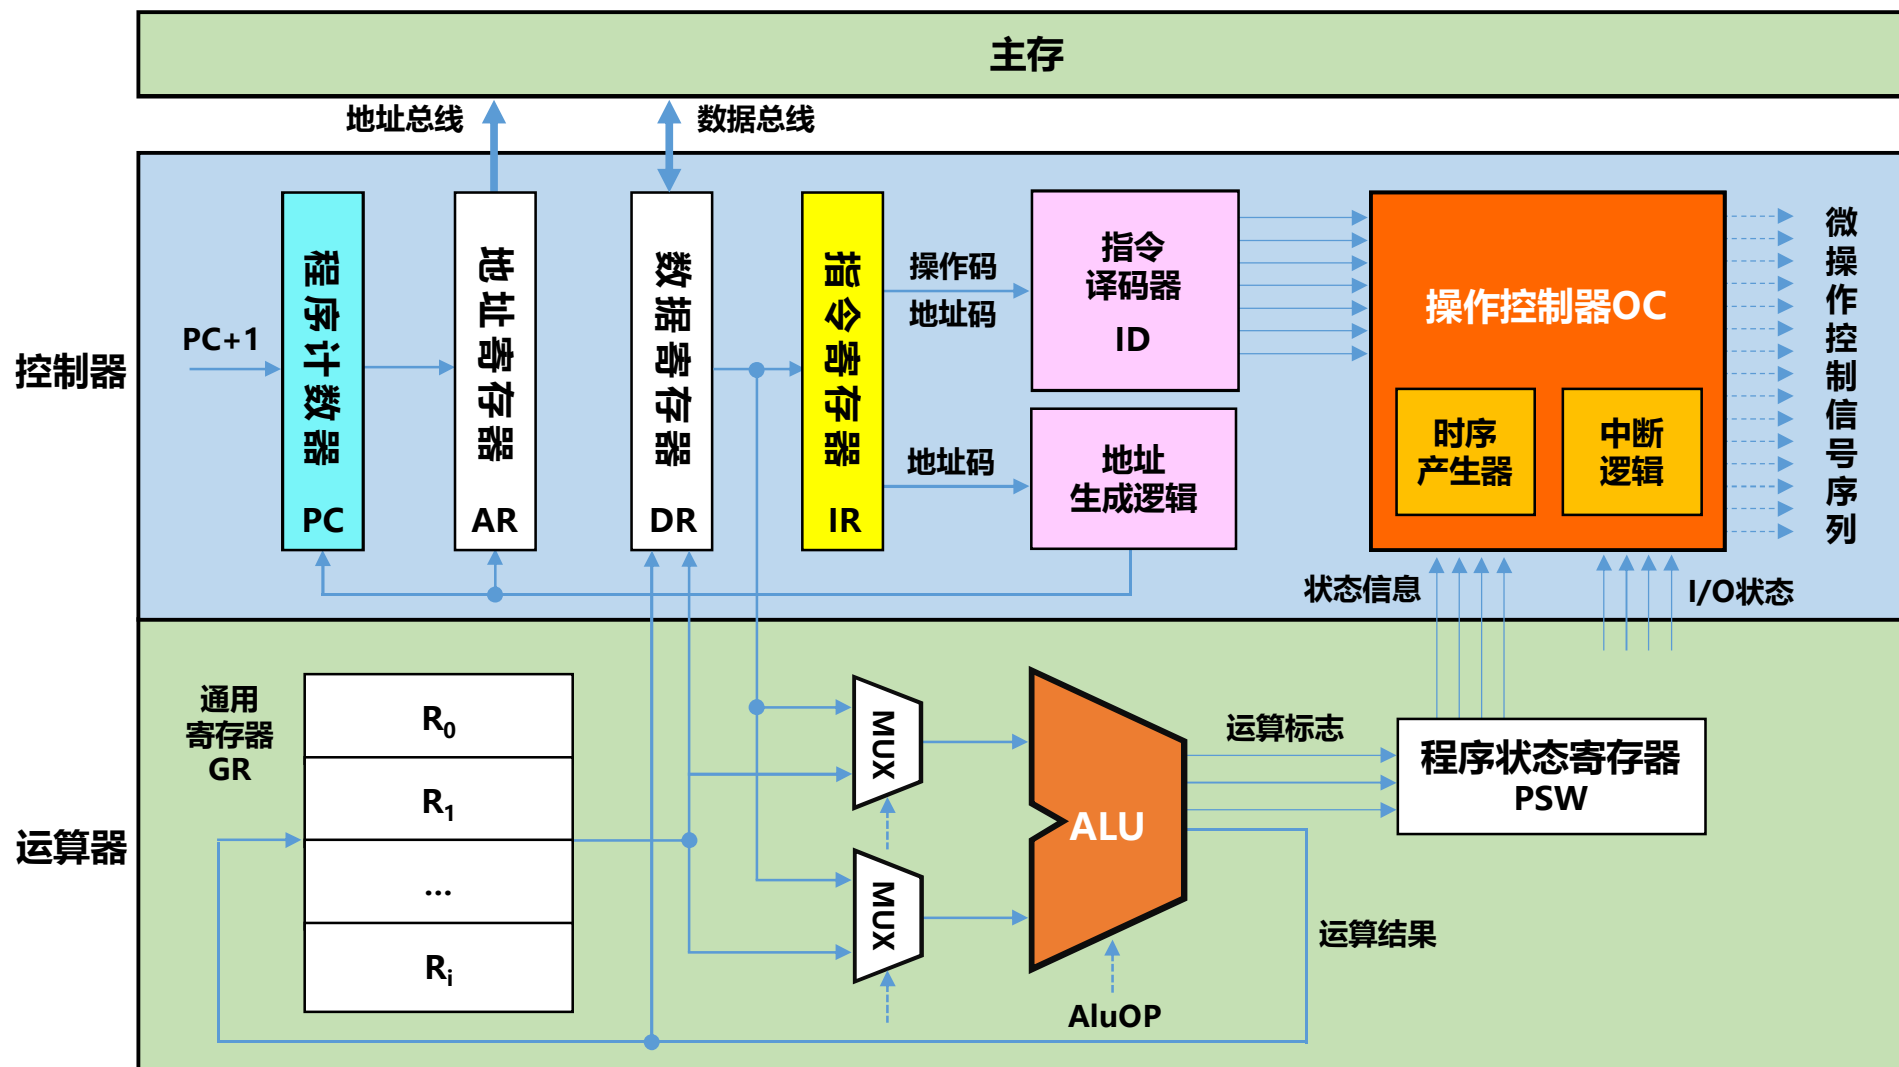 主存
地址总线
数据总线
控制器
PC+1
程序计数器
PC
地址寄存器
AR
数据寄存器
DR
指令寄存器
IR
操作码
地址码
地址码
指令
译码器
ID
地址
生成逻辑
操作控制器OC
时序
产生器
中断
逻辑
微操作控制信号序列
状态信息
I/O状态
运算器
通用
寄存器
GR
R₀
R₁
...
Rᵢ
MUX
MUX
ALU
AluOP
运算标志
程序状态寄存器
PSW
运算结果